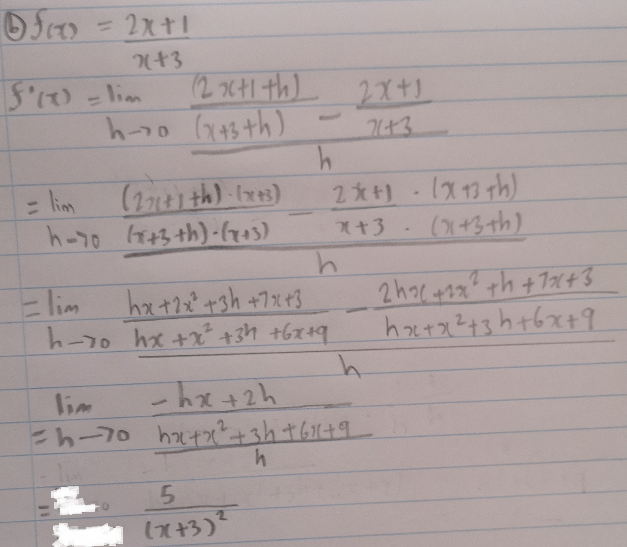 ⓑ f(x) = 2x+1 / x+3
f'(x) = lim h→0 ((2x+1+h) / (x+3+h) − 2x+1 / x+3) / h
= lim h→0 ((2x+1+h)·(x+3) / (x+3+h)·(x+3) − 2x+1 / x+3 · (x+3+h) / (x+3+h)) / h
= lim h→0 (hx+2x²+3h+7x+3 / hx+x²+3h+6x+9 − 2hx+2x²+h+7x+3 / hx+x²+3h+6x+9) / h
= lim h→0 (−hx+2h / hx+x²+3h+6x+9) / h
= 5 / (x+3)²